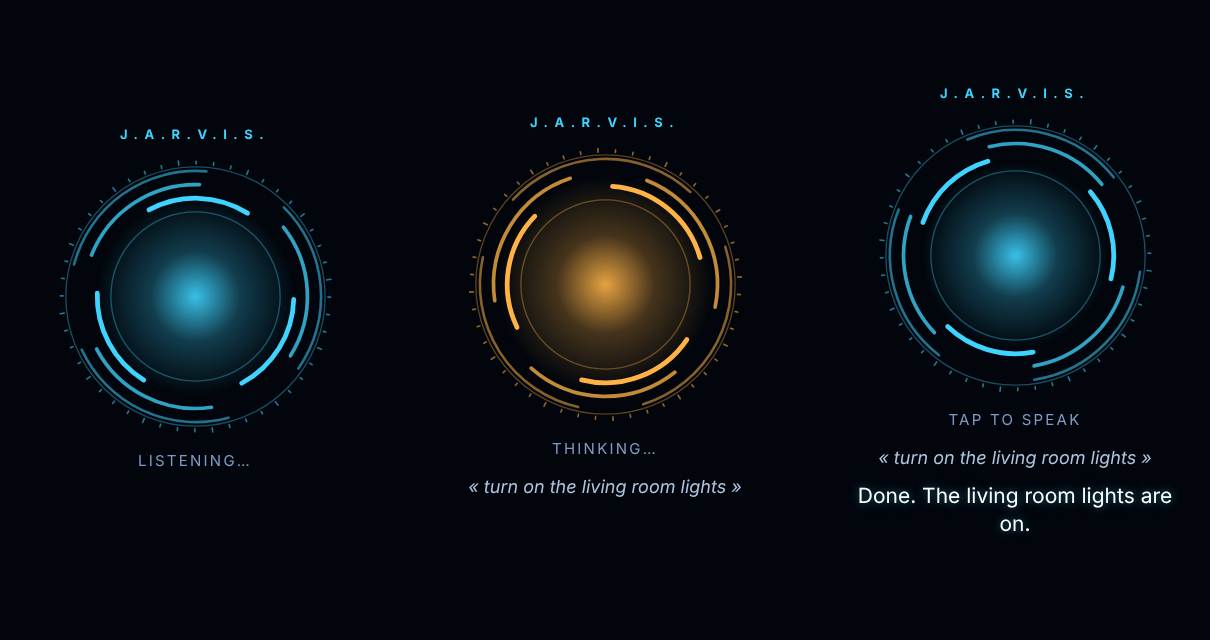 J.A.R.V.I.S.
LISTENING…
J.A.R.V.I.S.
THINKING…
« turn on the living room lights »
J.A.R.V.I.S.
TAP TO SPEAK
« turn on the living room lights »
Done. The living room lights are
on.